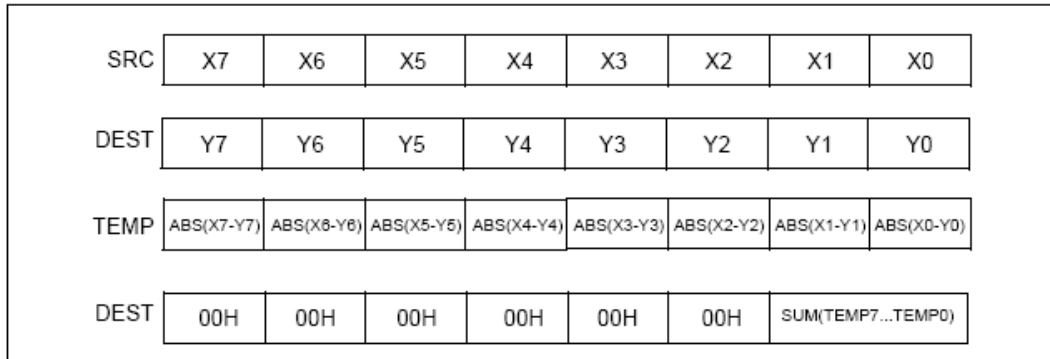 SRC X7 X6 X5 X4 X3 X2 X1 X0
DEST Y7 Y6 Y5 Y4 Y3 Y2 Y1 Y0
TEMP ABS(X7-Y7) ABS(X6-Y6) ABS(X5-Y5) ABS(X4-Y4) ABS(X3-Y3) ABS(X2-Y2) ABS(X1-Y1) ABS(X0-Y0)
DEST 00H 00H 00H 00H 00H 00H SUM(TEMP7...TEMP0)